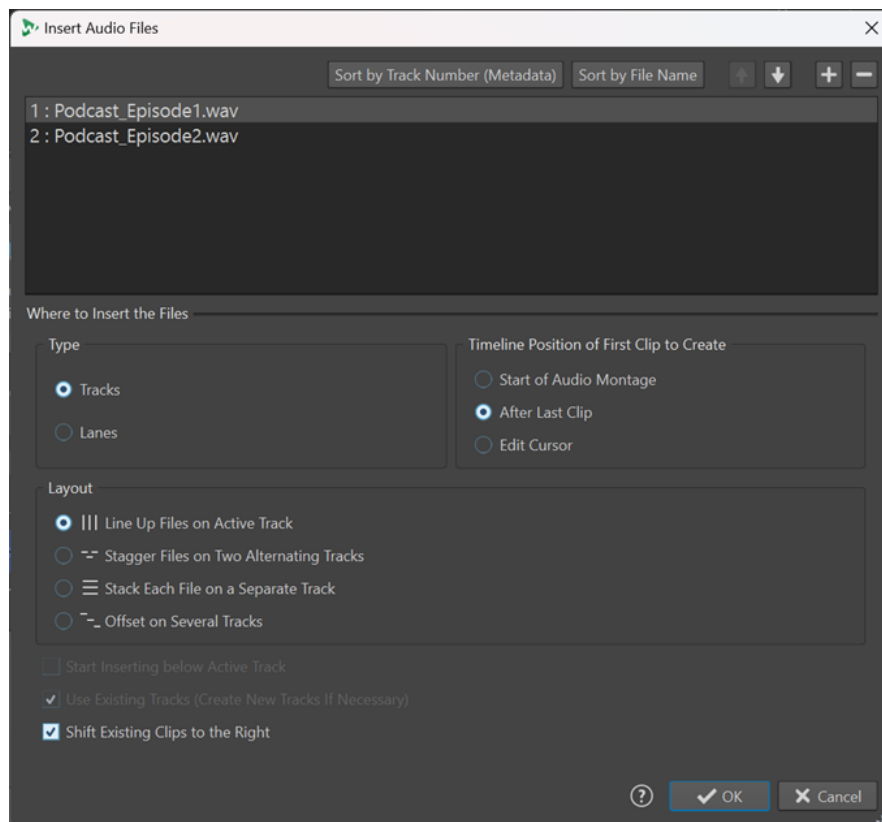 Insert Audio Files
Sort by Track Number (Metadata) Sort by File Name
1 : Podcast_Episode1.wav
2 : Podcast_Episode2.wav
Where to Insert the Files
Type
Tracks
Lanes
Timeline Position of First Clip to Create
Start of Audio Montage
After Last Clip
Edit Cursor
Layout
Line Up Files on Active Track
Stagger Files on Two Alternating Tracks
Stack Each File on a Separate Track
Offset on Several Tracks
Start Inserting below Active Track
Use Existing Tracks (Create New Tracks If Necessary)
Shift Existing Clips to the Right
? OK Cancel